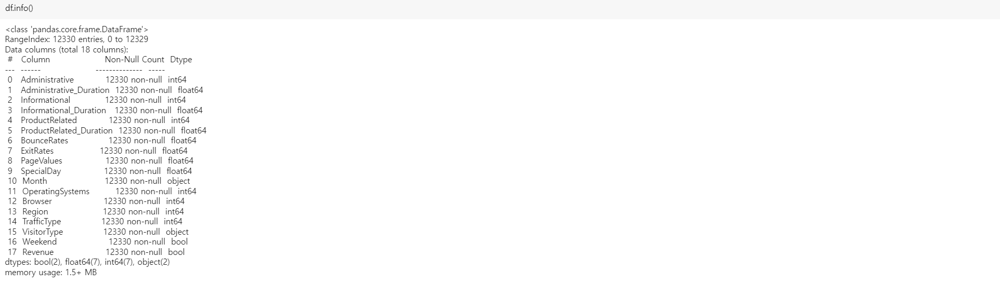 df.info()
<class 'pandas.core.frame.DataFrame'>
RangeIndex: 12330 entries, 0 to 12329
Data columns (total 18 columns):
#   Column   Non-Null Count  Dtype
---  ------   --------------  -----
0   Administrative   12330 non-null  int64
1   Administrative_Duration  12330 non-null  float64
2   Informational   12330 non-null  int64
3   Informational_Duration   12330 non-null  float64
4   ProductRelated   12330 non-null  int64
5   ProductRelated_Duration  12330 non-null  float64
6   BounceRates   12330 non-null  float64
7   ExitRates   12330 non-null  float64
8   PageValues   12330 non-null  float64
9   SpecialDay   12330 non-null  float64
10  Month   12330 non-null  object
11  OperatingSystems   12330 non-null  int64
12  Browser   12330 non-null  int64
13  Region   12330 non-null  int64
14  TrafficType   12330 non-null  int64
15  VisitorType   12330 non-null  object
16  Weekend   12330 non-null  bool
17  Revenue   12330 non-null  bool
dtypes: bool(2), float64(7), int64(7), object(2)
memory usage: 1.5+ MB